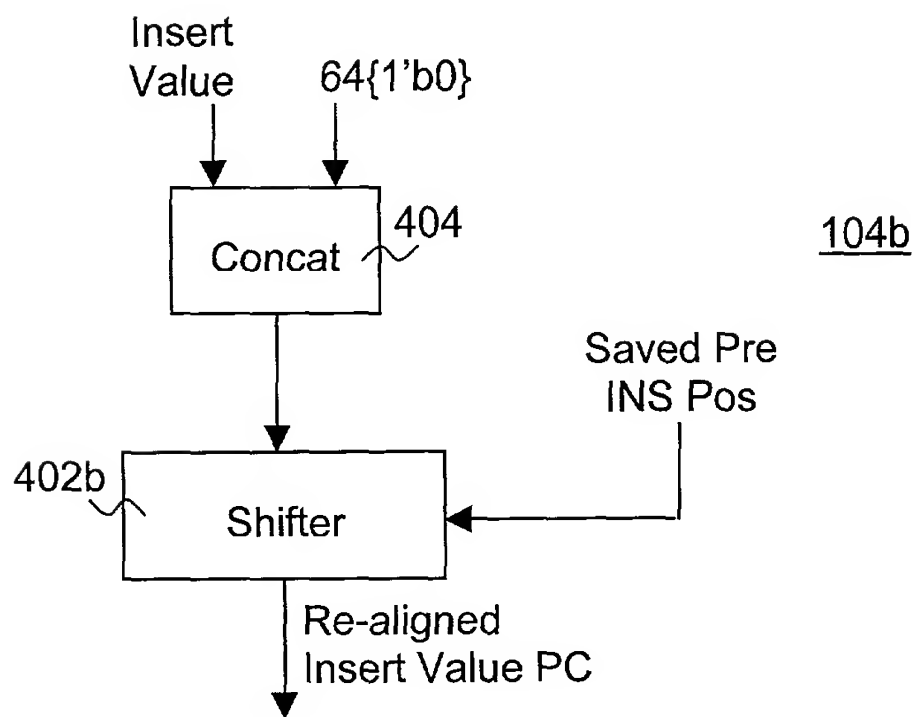 Insert
Value
64{1'b0}
Concat
404
104b
Saved Pre
INS Pos
402b
Shifter
Re-aligned
Insert Value PC